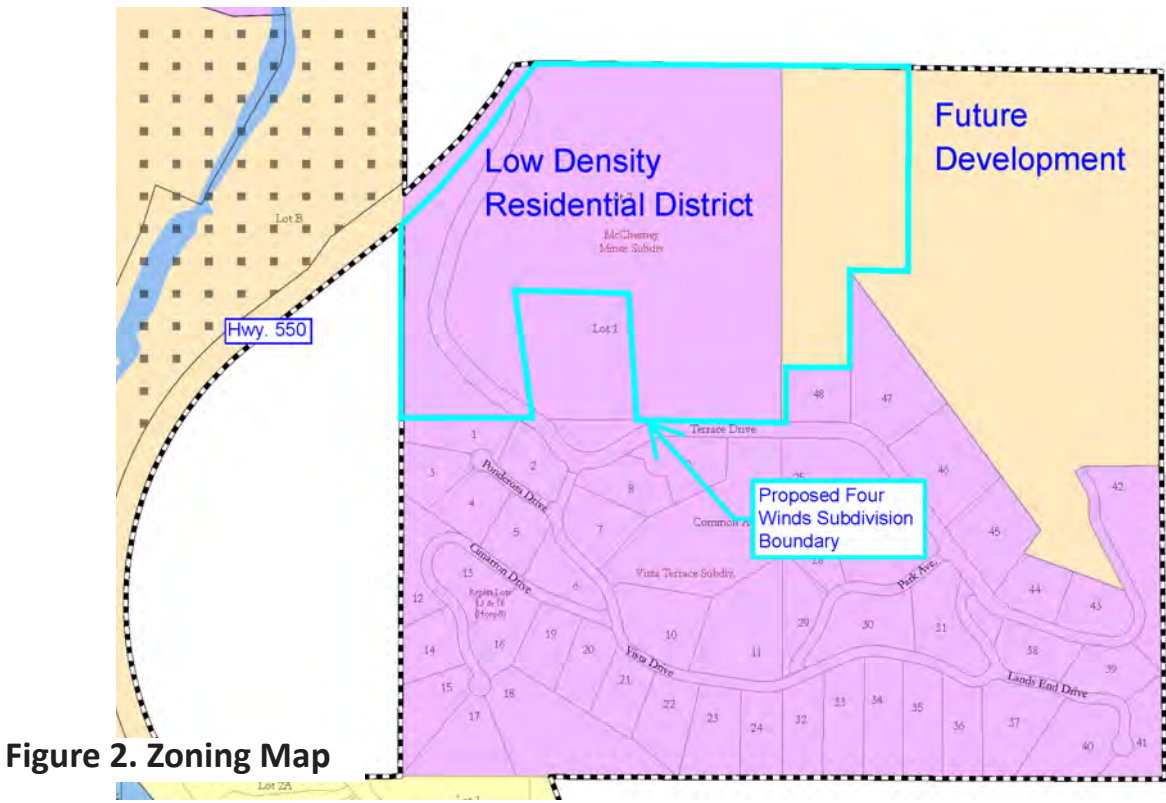 Future
Development
Low Density
Residential District
McChesney
Minor Subdiv
Lot B
Hwy. 550
Lot 1
48
47
Terrace Drive
1
2
3
Ponderosa Drive
8
4
5
7
46
42
Proposed Four
Winds Subdivision
Boundary
45
Common
Cimarron Drive
13
6
Vista Terrace Subdiv.
28
Park Ave.
44
43
12
16
19
20
10
11
29
30
31
38
39
14
15
18
21
Vista Drive
Lands End Drive
17
22
23
24
32
33
34
35
36
37
40
41
Figure 2. Zoning Map
Lot 2A